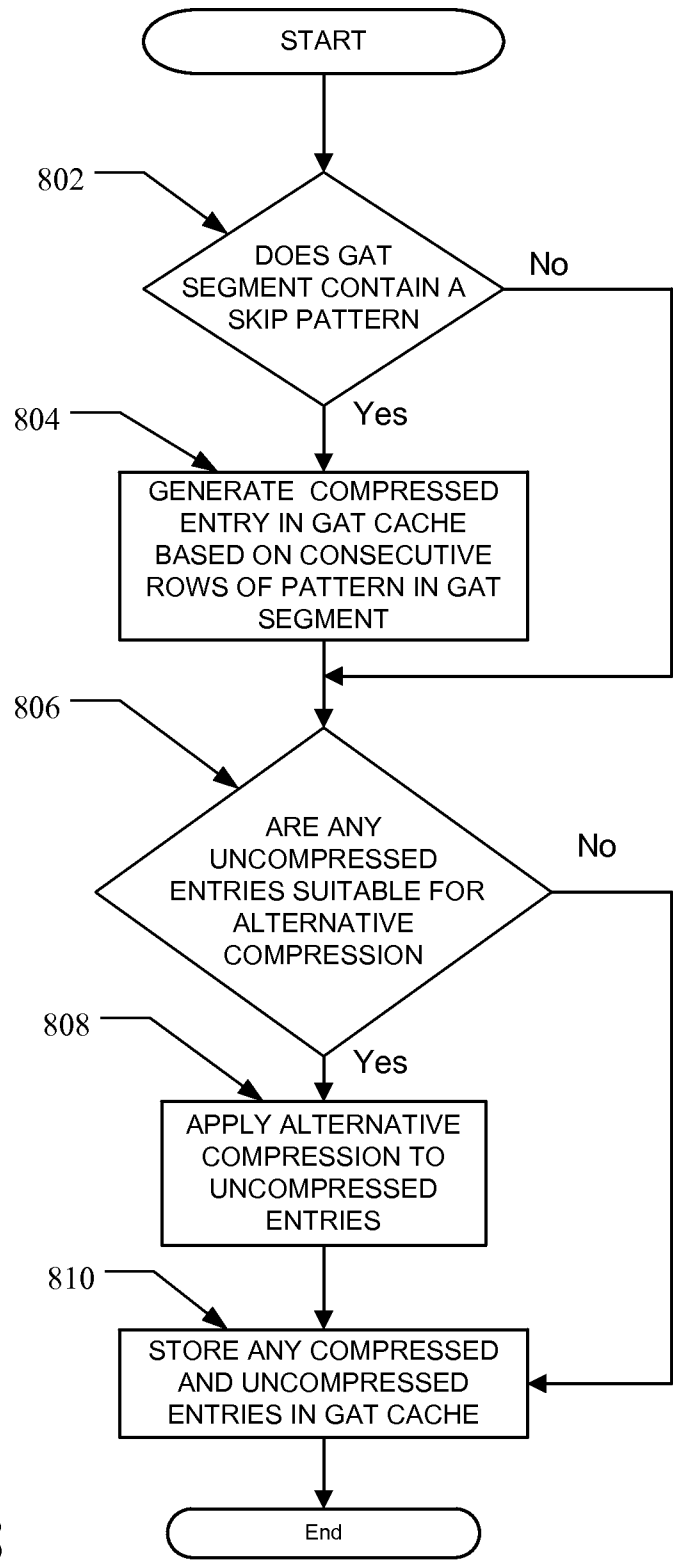 START
802
DOES GAT
SEGMENT CONTAIN A
SKIP PATTERN
No
Yes
804
GENERATE COMPRESSED
ENTRY IN GAT CACHE
BASED ON CONSECUTIVE
ROWS OF PATTERN IN GAT
SEGMENT
806
ARE ANY
UNCOMPRESSED
ENTRIES SUITABLE FOR
ALTERNATIVE
COMPRESSION
No
Yes
808
APPLY ALTERNATIVE
COMPRESSION TO
UNCOMPRESSED
ENTRIES
810
STORE ANY COMPRESSED
AND UNCOMPRESSED
ENTRIES IN GAT CACHE
End